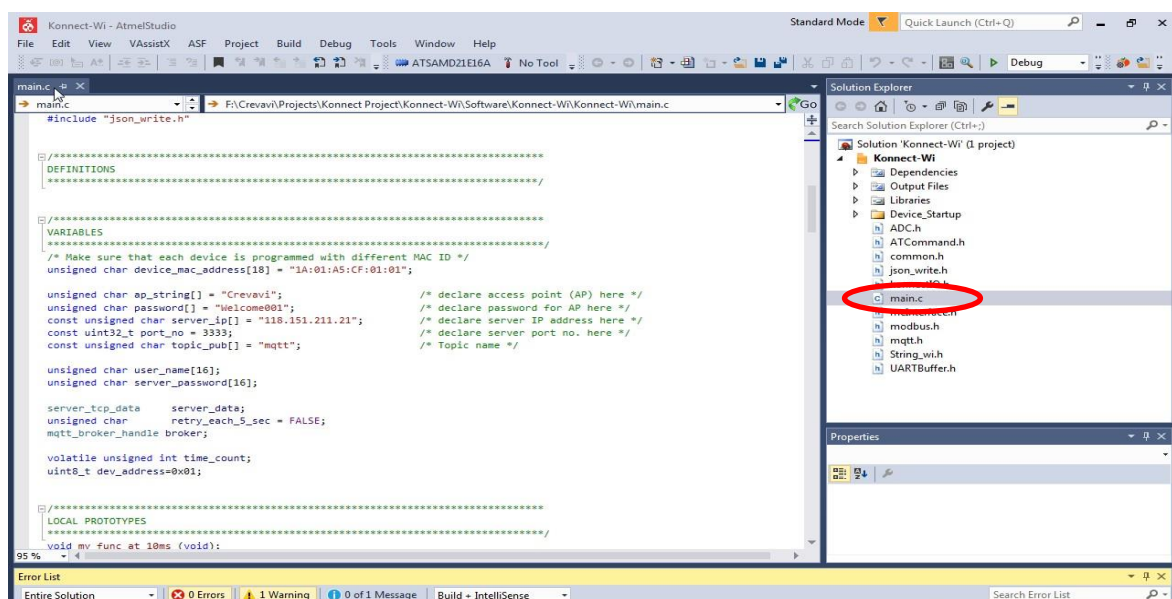 Konnect-Wi - AtmelStudio
Standard Mode
Quick Launch (Ctrl+Q)
File Edit View VAssistX ASF Project Build Debug Tools Window Help
ATSAMD21E16A No Tool
Debug
main.c
main.c
F:\Crevavi\Projects\Konnect Project\Konnect-Wi\Software\Konnect-Wi\Konnect-Wi\main.c
Go
#include "json_write.h"
/*********************************************************************************
DEFINITIONS
*********************************************************************************/
/*********************************************************************************
VARIABLES
**********************************************************************************/
/* Make sure that each device is programmed with different MAC ID */
unsigned char device_mac_address[18] = "1A:01:A5:CF:01:01";
unsigned char ap_string[] = "Crevavi"; /* declare access point (AP) here */
unsigned char password[] = "Welcome001"; /* declare password for AP here */
const unsigned char server_ip[] = "118.151.211.21"; /* declare server IP address here */
const uint32_t port_no = 3333; /* declare server port no. here */
const unsigned char topic_pub[] = "mqtt"; /* Topic name */
unsigned char user_name[16];
unsigned char server_password[16];
server_tcp_data server_data;
unsigned char retry_each_5_sec = FALSE;
mqtt_broker_handle broker;
volatile unsigned int time_count;
uint8_t dev_address=0x01;
/*********************************************************************************
LOCAL PROTOTYPES
**********************************************************************************/
void my_func_at_10ms (void);
95 %
Solution Explorer
Search Solution Explorer (Ctrl+;)
Solution 'Konnect-Wi' (1 project)
Konnect-Wi
Dependencies
Output Files
Libraries
Device_Startup
ADC.h
ATCommand.h
common.h
json_write.h
main.c
modbus.h
mqtt.h
String_wi.h
UARTBuffer.h
Properties
Error List
Entire Solution
0 Errors
1 Warning
0 of 1 Message
Build + IntelliSense
Search Error List